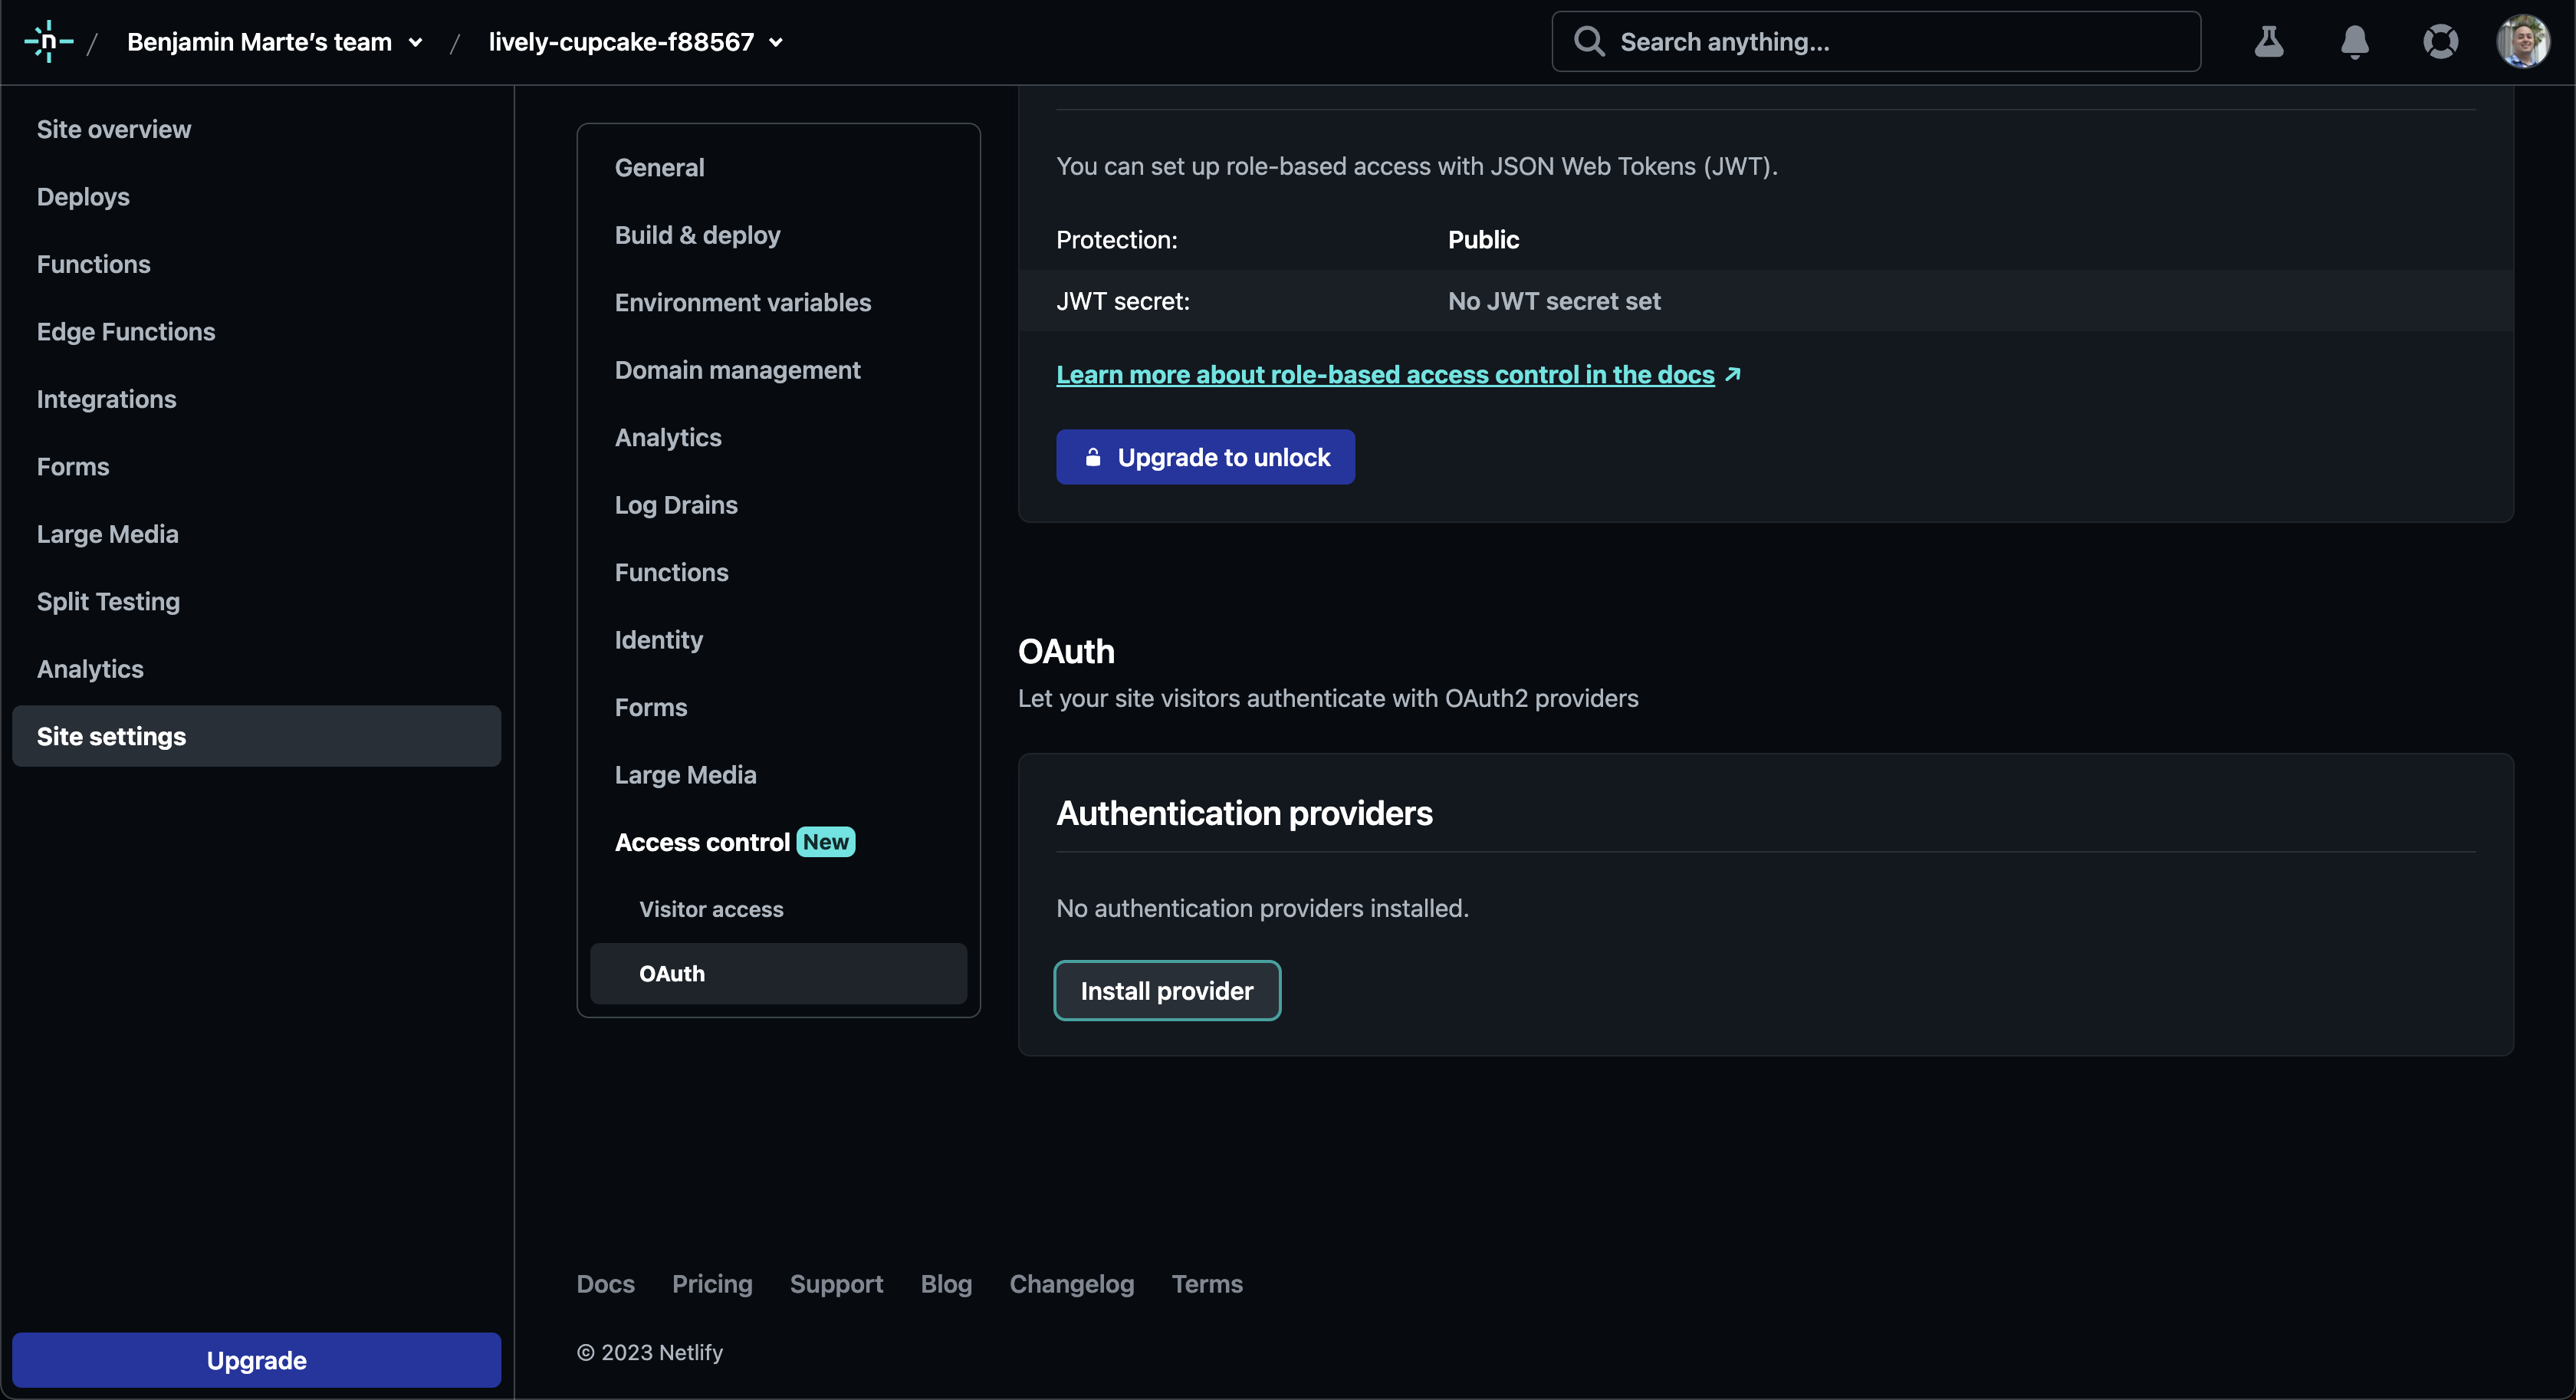 n / Benjamin Marte’s team / lively-cupcake-f88567
Search anything...
Site overview
Deploys
Functions
Edge Functions
Integrations
Forms
Large Media
Split Testing
Analytics
Site settings
Upgrade
General
Build & deploy
Environment variables
Domain management
Analytics
Log Drains
Functions
Identity
Forms
Large Media
Access control New
Visitor access
OAuth
You can set up role-based access with JSON Web Tokens (JWT).
Protection: Public
JWT secret: No JWT secret set
Learn more about role-based access control in the docs ↗
Upgrade to unlock
OAuth
Let your site visitors authenticate with OAuth2 providers
Authentication providers
No authentication providers installed.
Install provider
Docs Pricing Support Blog Changelog Terms
© 2023 Netlify